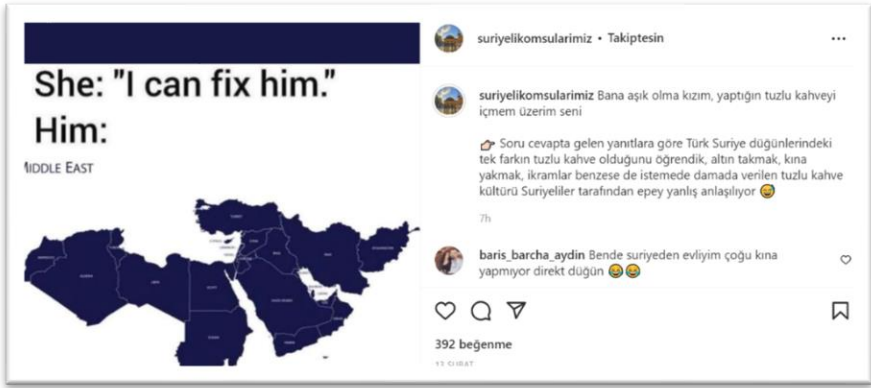 She: "I can fix him."
Him:
MIDDLE EAST
suriyelikomsularimiz • Takiptesin
suriyelikomsularimiz Bana aşık olma kızım, yaptığın tuzlu kahveyi
içmem üzerim seni
👉 Soru cevapta gelen yanıtlara göre Türk Suriye düğünlerindeki
tek farkın tuzlu kahve olduğunu öğrendik, altın takmak, kına
yakmak, ikramlar benzese de istemede damada verilen tuzlu kahve
kültürü Suriyeliler tarafından epey yanlış anlaşılıyor 😅
7h
baris_barcha_aydin Bende suriyeden evliyim çoğu kına
yapmıyor direkt düğün 😂😂
392 beğenme